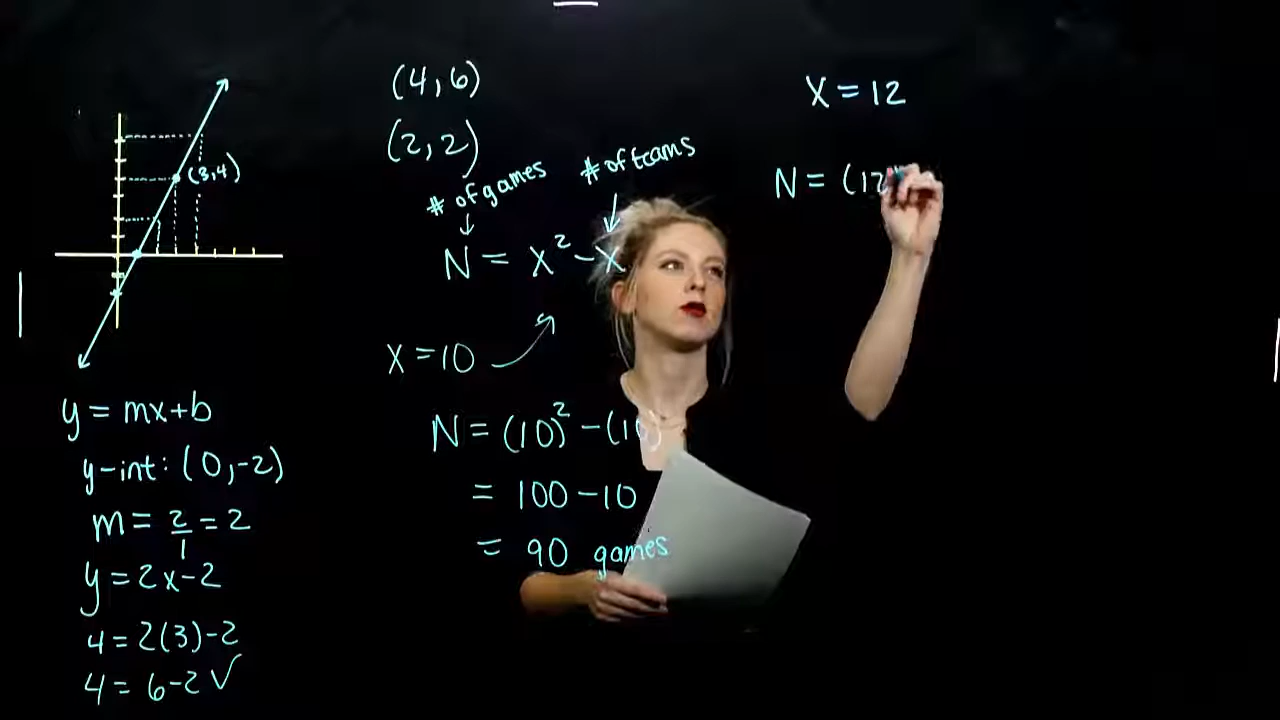 (3,4)
y = mx+b
y-int: (0,-2)
m = 2/1 = 2
y = 2x-2
4 = 2(3)-2
4 = 6-2 √
(4,6)
(2,2)
# of games
# of teams
N = x² - x
x = 10
N = (10)² - (10)
= 100 - 10
= 90 games
x = 12
N = (12